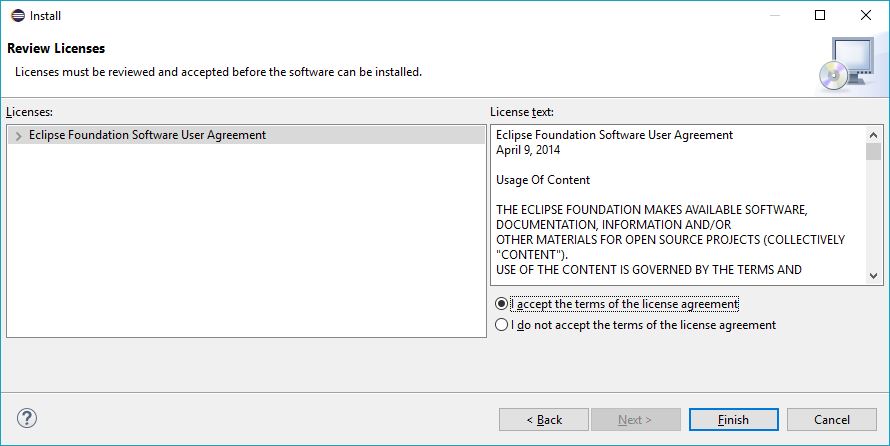 Install
Review Licenses
Licenses must be reviewed and accepted before the software can be installed.
Licenses:
Eclipse Foundation Software User Agreement
License text:
Eclipse Foundation Software User Agreement
April 9, 2014
Usage Of Content
THE ECLIPSE FOUNDATION MAKES AVAILABLE SOFTWARE,
DOCUMENTATION, INFORMATION AND/OR
OTHER MATERIALS FOR OPEN SOURCE PROJECTS (COLLECTIVELY
"CONTENT").
USE OF THE CONTENT IS GOVERNED BY THE TERMS AND
I accept the terms of the license agreement
I do not accept the terms of the license agreement
?
< Back
Next >
Finish
Cancel